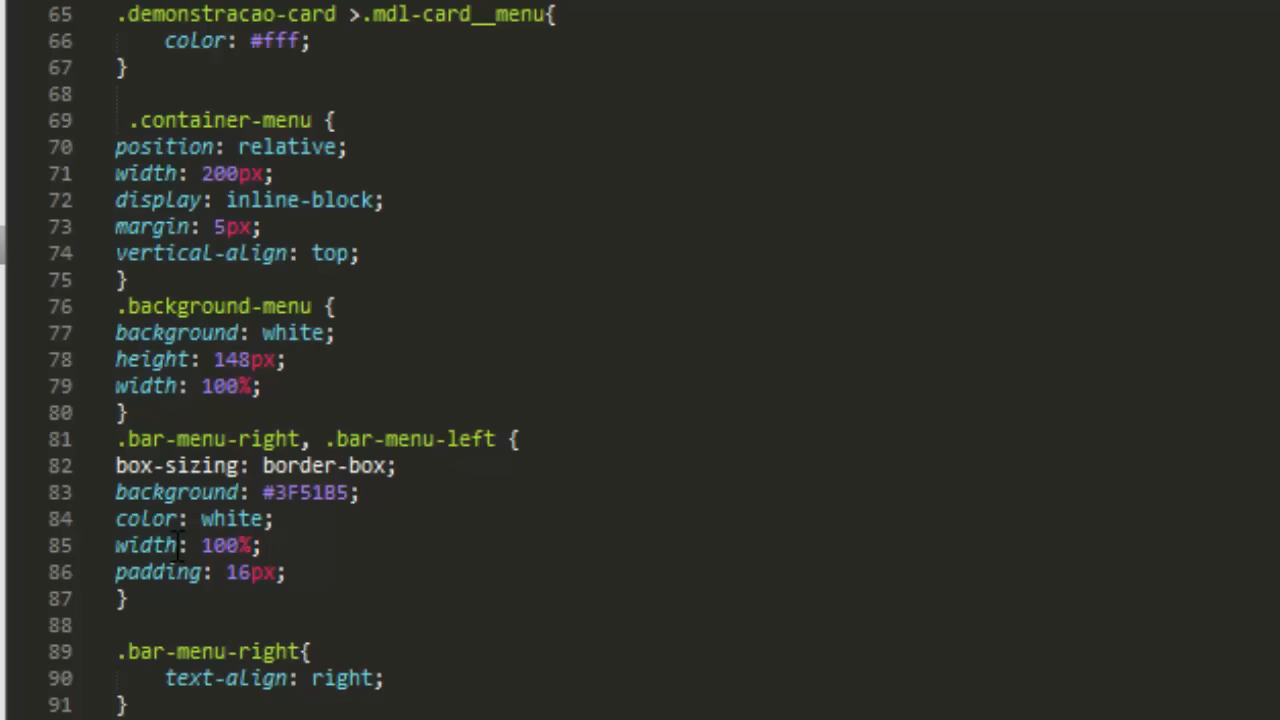 65 .demonstracao-card >.mdl-card__menu{
66 color: #fff;
67 }
68
69 .container-menu {
70 position: relative;
71 width: 200px;
72 display: inline-block;
73 margin: 5px;
74 vertical-align: top;
75 }
76 .background-menu {
77 background: white;
78 height: 148px;
79 width: 100%;
80 }
81 .bar-menu-right, .bar-menu-left {
82 box-sizing: border-box;
83 background: #3F51B5;
84 color: white;
85 width: 100%;
86 padding: 16px;
87 }
88
89 .bar-menu-right{
90 text-align: right;
91 }